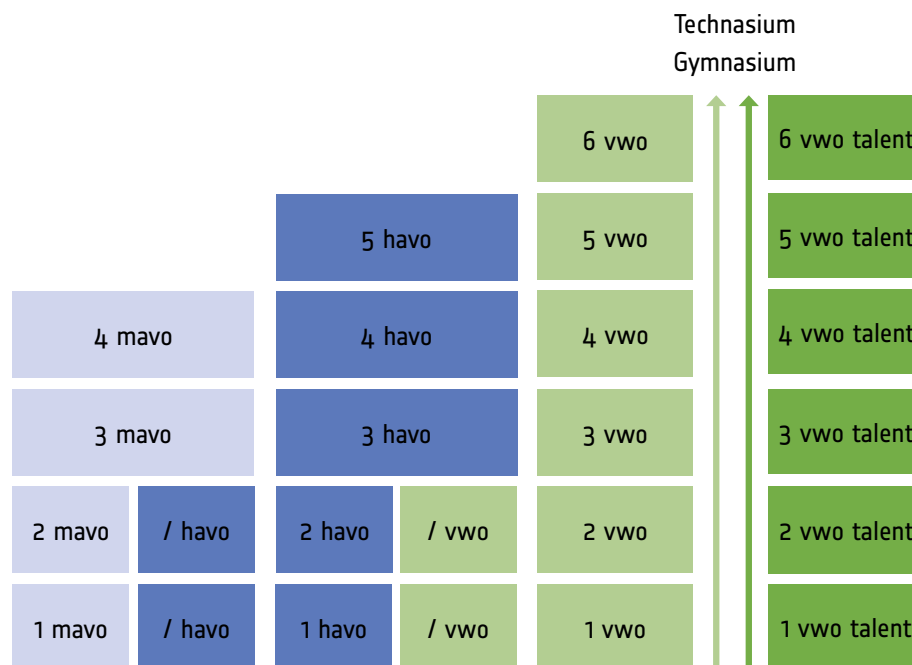 Technasium
Gymnasium
6 vwo
6 vwo talent
5 havo
5 vwo
5 vwo talent
4 mavo
4 havo
4 vwo
4 vwo talent
3 mavo
3 havo
3 vwo
3 vwo talent
2 mavo
/ havo
2 havo
/ vwo
2 vwo
2 vwo talent
1 mavo
/ havo
1 havo
/ vwo
1 vwo
1 vwo talent